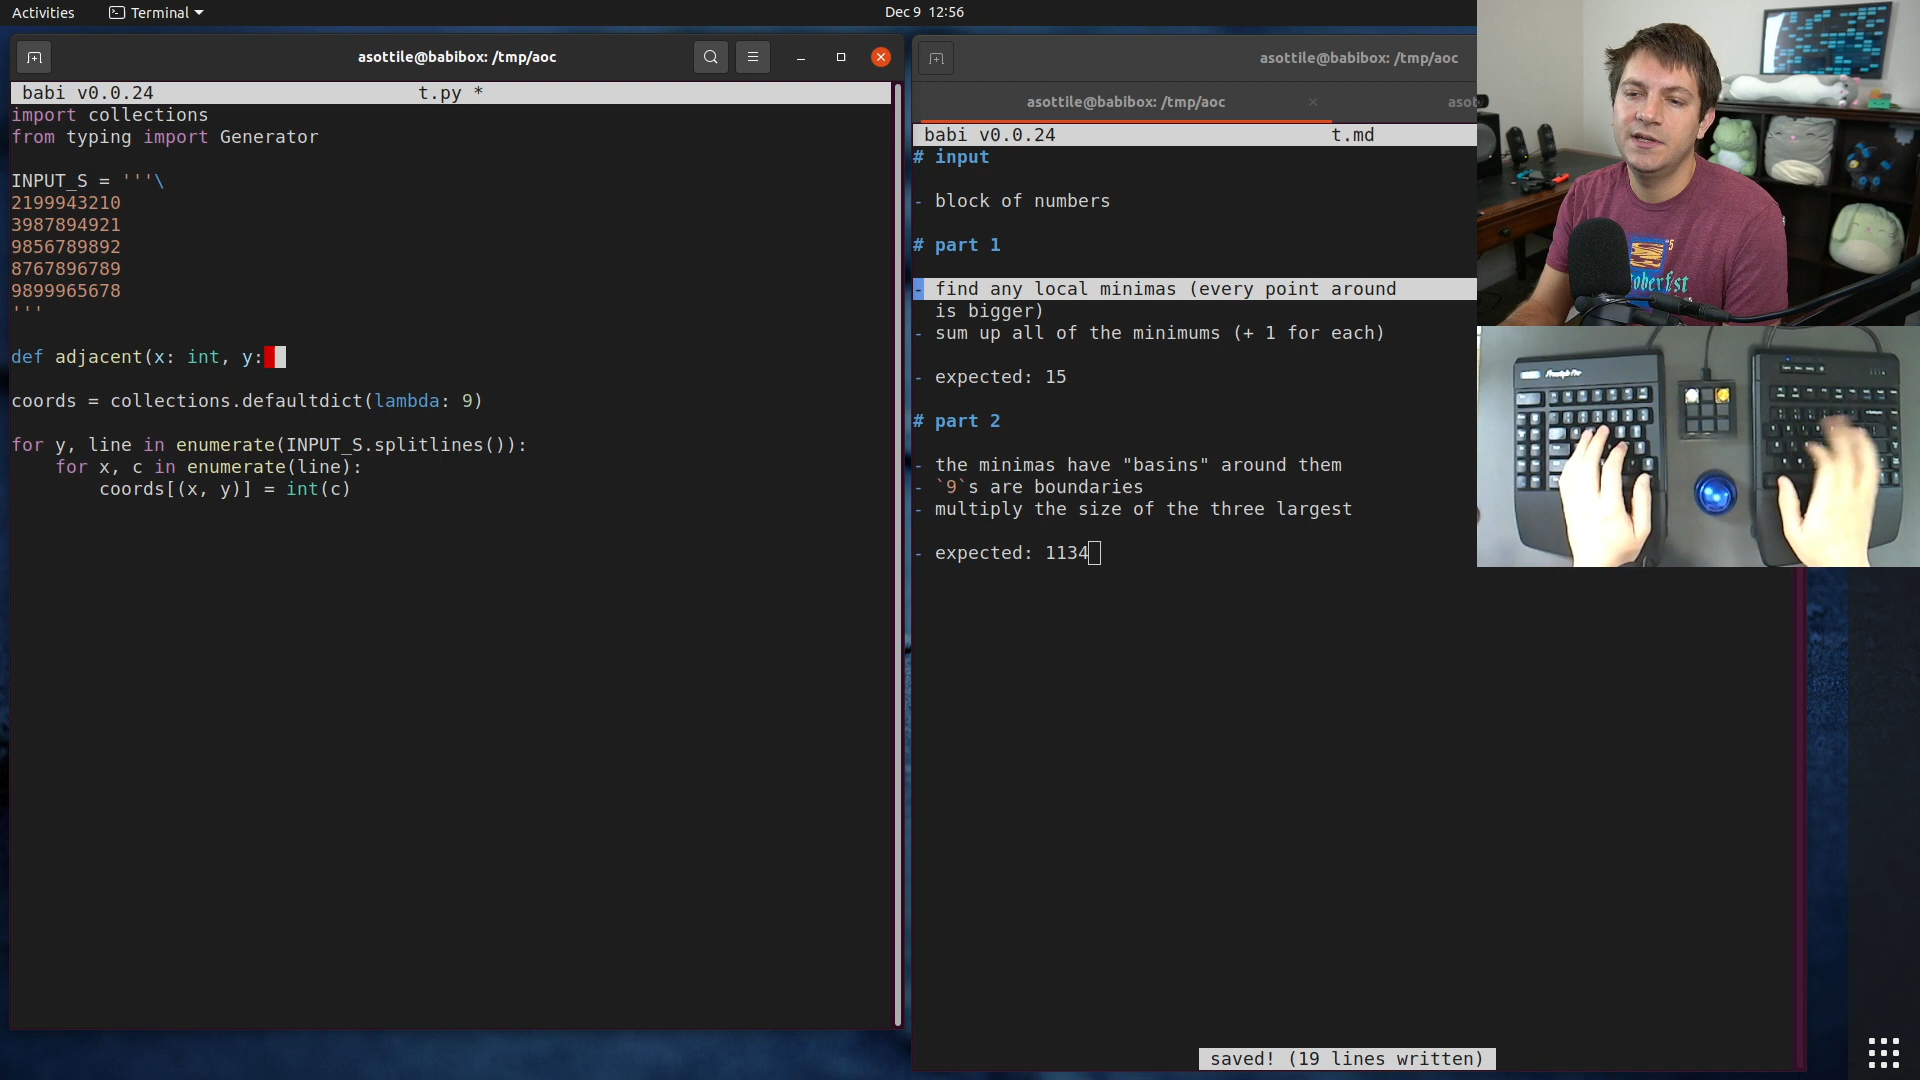 Activities
Terminal
Dec 9 12:56
asottile@babibox: /tmp/aoc
babi v0.0.24
t.py *
import collections
from typing import Generator
INPUT_S = '''\
2199943210
3987894921
9856789892
8767896789
9899965678
'''
def adjacent(x: int, y:
coords = collections.defaultdict(lambda: 9)
for y, line in enumerate(INPUT_S.splitlines()):
for x, c in enumerate(line):
coords[(x, y)] = int(c)
asottile@babibox: /tmp/aoc
asottile@babibox: /tmp/aoc
asot
babi v0.0.24
t.md
# input
- block of numbers
# part 1
- find any local minimas (every point around
is bigger)
- sum up all of the minimums (+ 1 for each)
- expected: 15
# part 2
- the minimas have "basins" around them
- `9`s are boundaries
- multiply the size of the three largest
- expected: 1134
saved! (19 lines written)